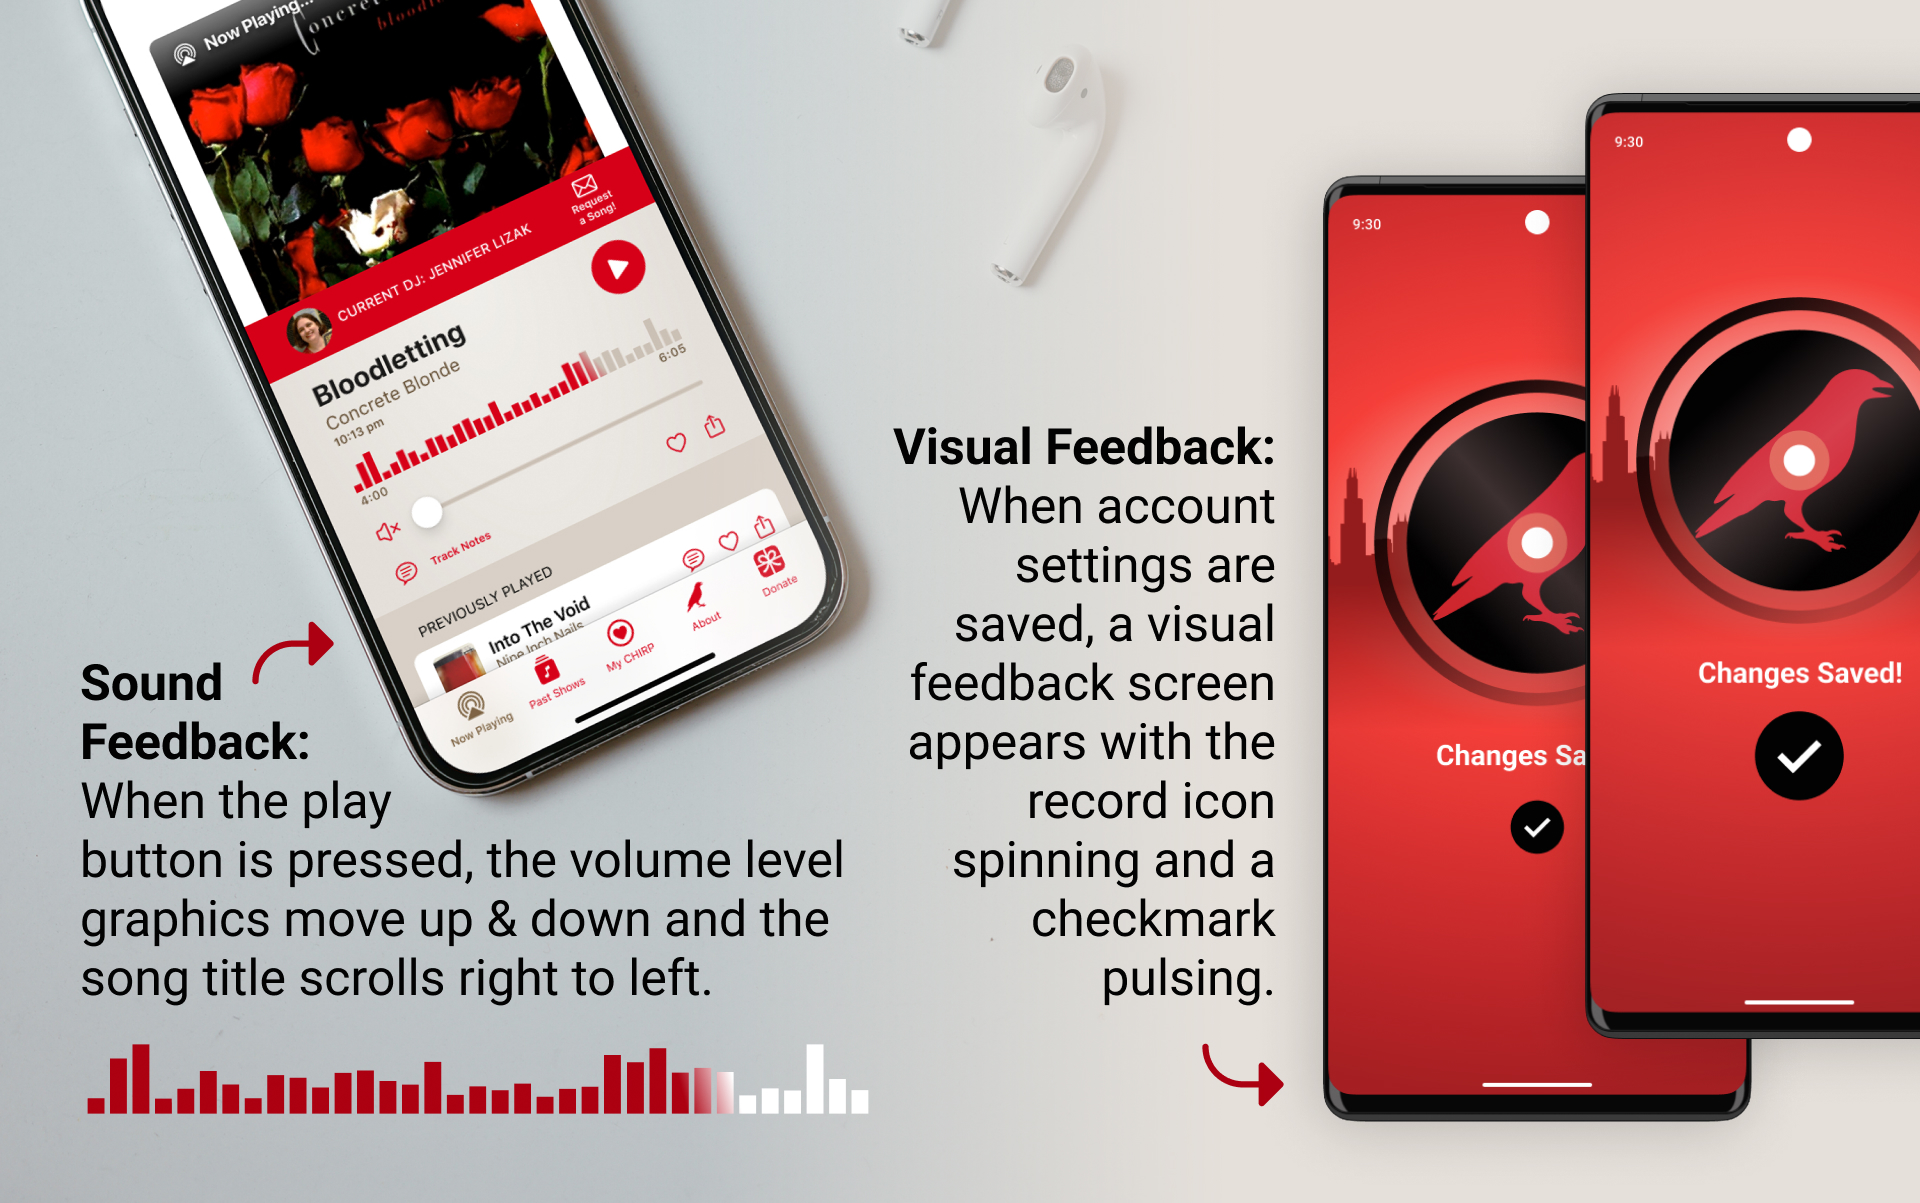 Now Playing...
Concre
bloodl
Request
a Song!
CURRENT DJ: JENNIFER LIZAK
Bloodletting
Concrete Blonde
10:13 pm
6:05
4:00
Track Notes
PREVIOUSLY PLAYED
Into The Void
Nine Inch Nails
Now Playing
Past Shows
My CHIRP
About
Donate
Sound
Feedback:
When the play
button is pressed, the volume level
graphics move up & down and the
song title scrolls right to left.
Visual Feedback:
When account
settings are
saved, a visual
feedback screen
appears with the
record icon
spinning and a
checkmark
pulsing.
9:30
Changes Sa
9:30
Changes Saved!